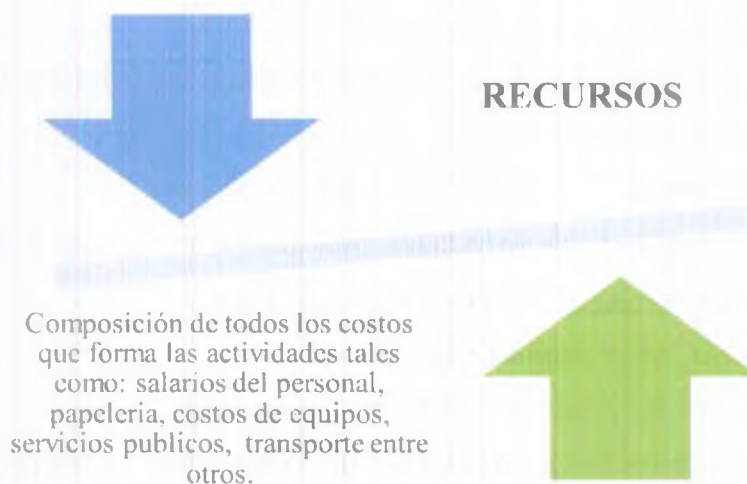 RECURSOS
Composición de todos los costos
que forma las actividades tales
como: salarios del personal,
papeleria, costos de equipos,
servicios publicos, transporte entre
otros.